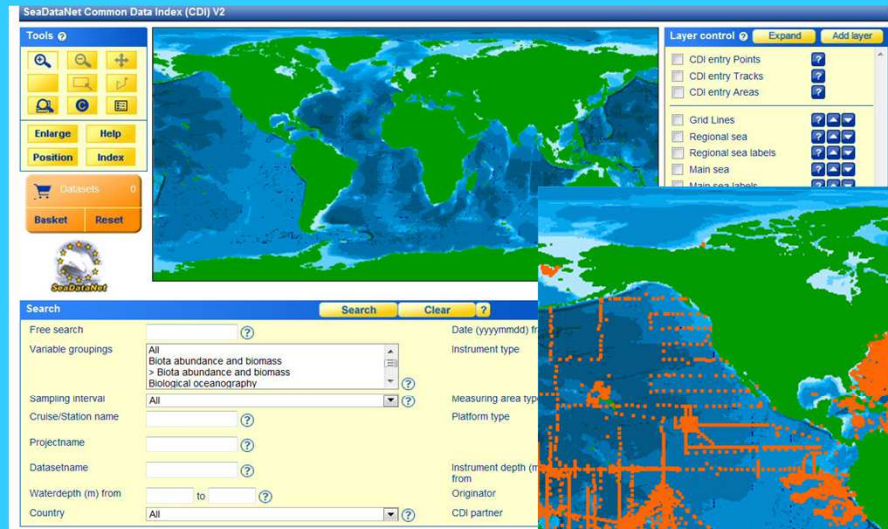 SeaDataNet Common Data Index (CDI) V2
Tools ?
Enlarge Help
Position Index
Datasets 0
Basket Reset
SeaDataNet
Layer control ? Expand Add layer
CDI entry Points ?
CDI entry Tracks ?
CDI entry Areas ?
Grid Lines ?
Regional sea ?
Regional sea labels ?
Main sea ?
Main sea labels
Search Search Clear ?
Free search ? Date (yyyymmdd)
Variable groupings All Instrument type
Biota abundance and biomass
> Biota abundance and biomass
Biological oceanography ?
Sampling interval All ? Measuring area type
Cruise/Station name ? Platform type
Projectname ?
Datasetname ? Instrument depth (m)
from
Waterdepth (m) from to ? Originator
Country All ? CDI partner